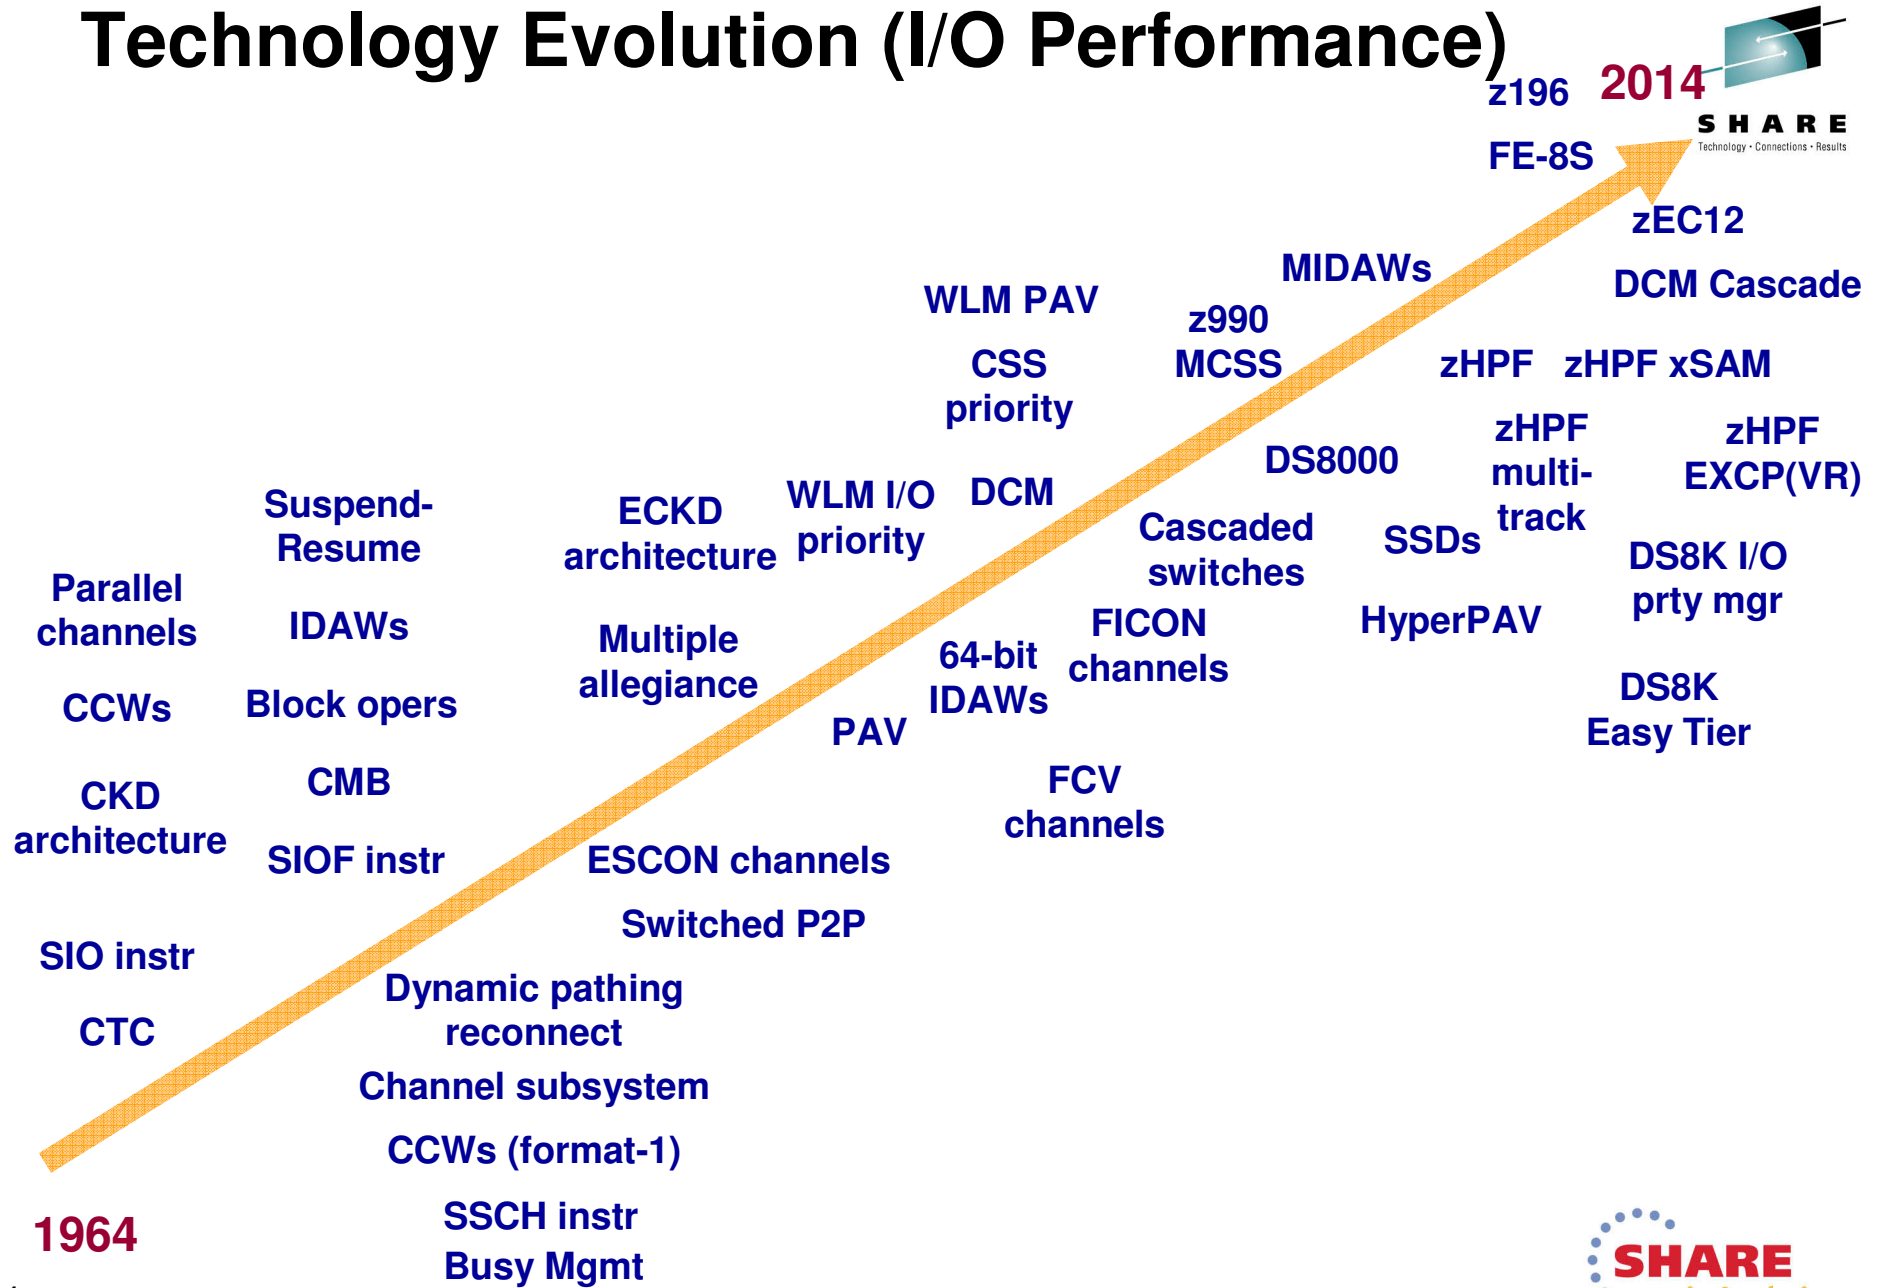 Technology Evolution (I/O Performance)
z196
2014
SHARE
Technology • Connections • Results
FE-8S
zEC12
MIDAWs
DCM Cascade
WLM PAV
z990
MCSS
CSS
priority
zHPF
zHPF xSAM
zHPF
multi-
track
zHPF
EXCP(VR)
DS8000
Suspend-
Resume
ECKD
architecture
WLM I/O
priority
DCM
Cascaded
switches
SSDs
DS8K I/O
prty mgr
Parallel
channels
IDAWs
Multiple
allegiance
64-bit
IDAWs
FICON
channels
HyperPAV
CCWs
Block opers
PAV
DS8K
Easy Tier
CKD
architecture
CMB
FCV
channels
SIOF instr
ESCON channels
Switched P2P
SIO instr
Dynamic pathing
reconnect
CTC
Channel subsystem
CCWs (format-1)
SSCH instr
Busy Mgmt
1964
SHARE